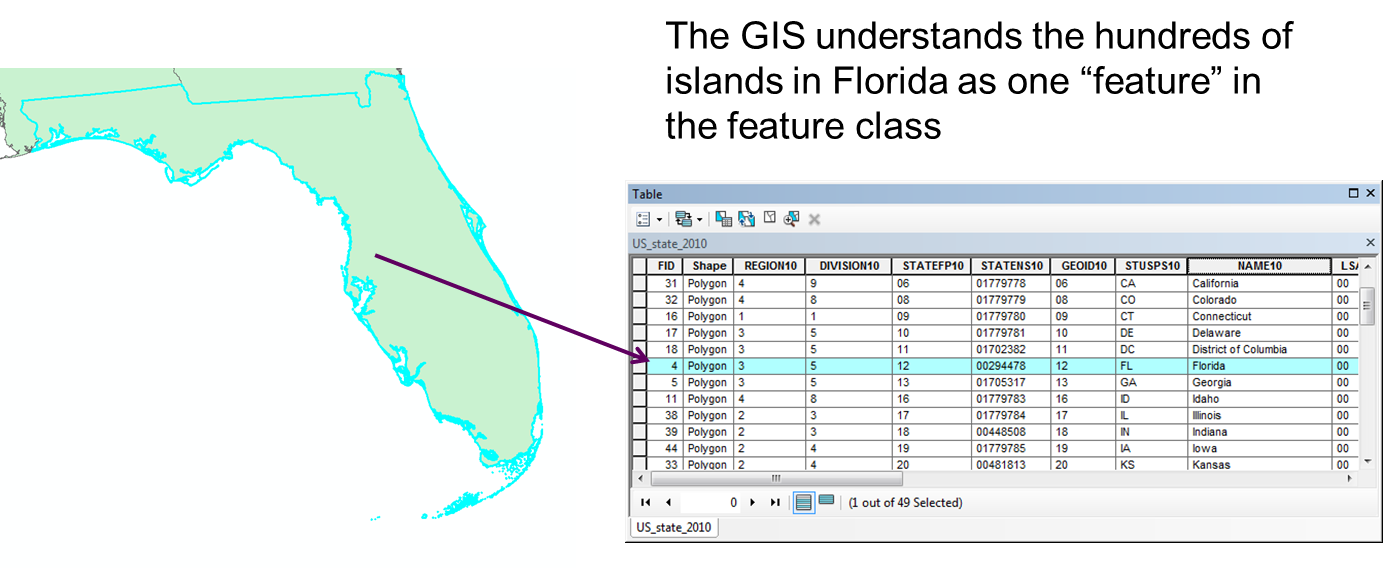 The GIS understands the hundreds of
islands in Florida as one “feature” in
the feature class
Table
US_state_2010
FID Shape REGION10 DIVISION10 STATEFP10 STATENS10 GEOID10 STUSPS10 NAME10
31 Polygon 4 9 06 01779778 06 CA California 00
32 Polygon 4 8 08 01779779 08 CO Colorado 00
16 Polygon 1 1 09 01779780 09 CT Connecticut 00
17 Polygon 3 5 10 01779781 10 DE Delaware 00
18 Polygon 3 5 11 01702382 11 DC District of Columbia 00
4 Polygon 3 5 12 00294478 12 FL Florida 00
5 Polygon 3 5 13 01705317 13 GA Georgia 00
11 Polygon 4 8 16 01779783 16 ID Idaho 00
38 Polygon 2 3 17 01779784 17 IL Illinois 00
39 Polygon 2 3 18 00448508 18 IN Indiana 00
44 Polygon 2 4 19 01779785 19 IA Iowa 00
33 Polygon 2 4 20 00481813 20 KS Kansas 00
0 (1 out of 49 Selected)
US_state_2010